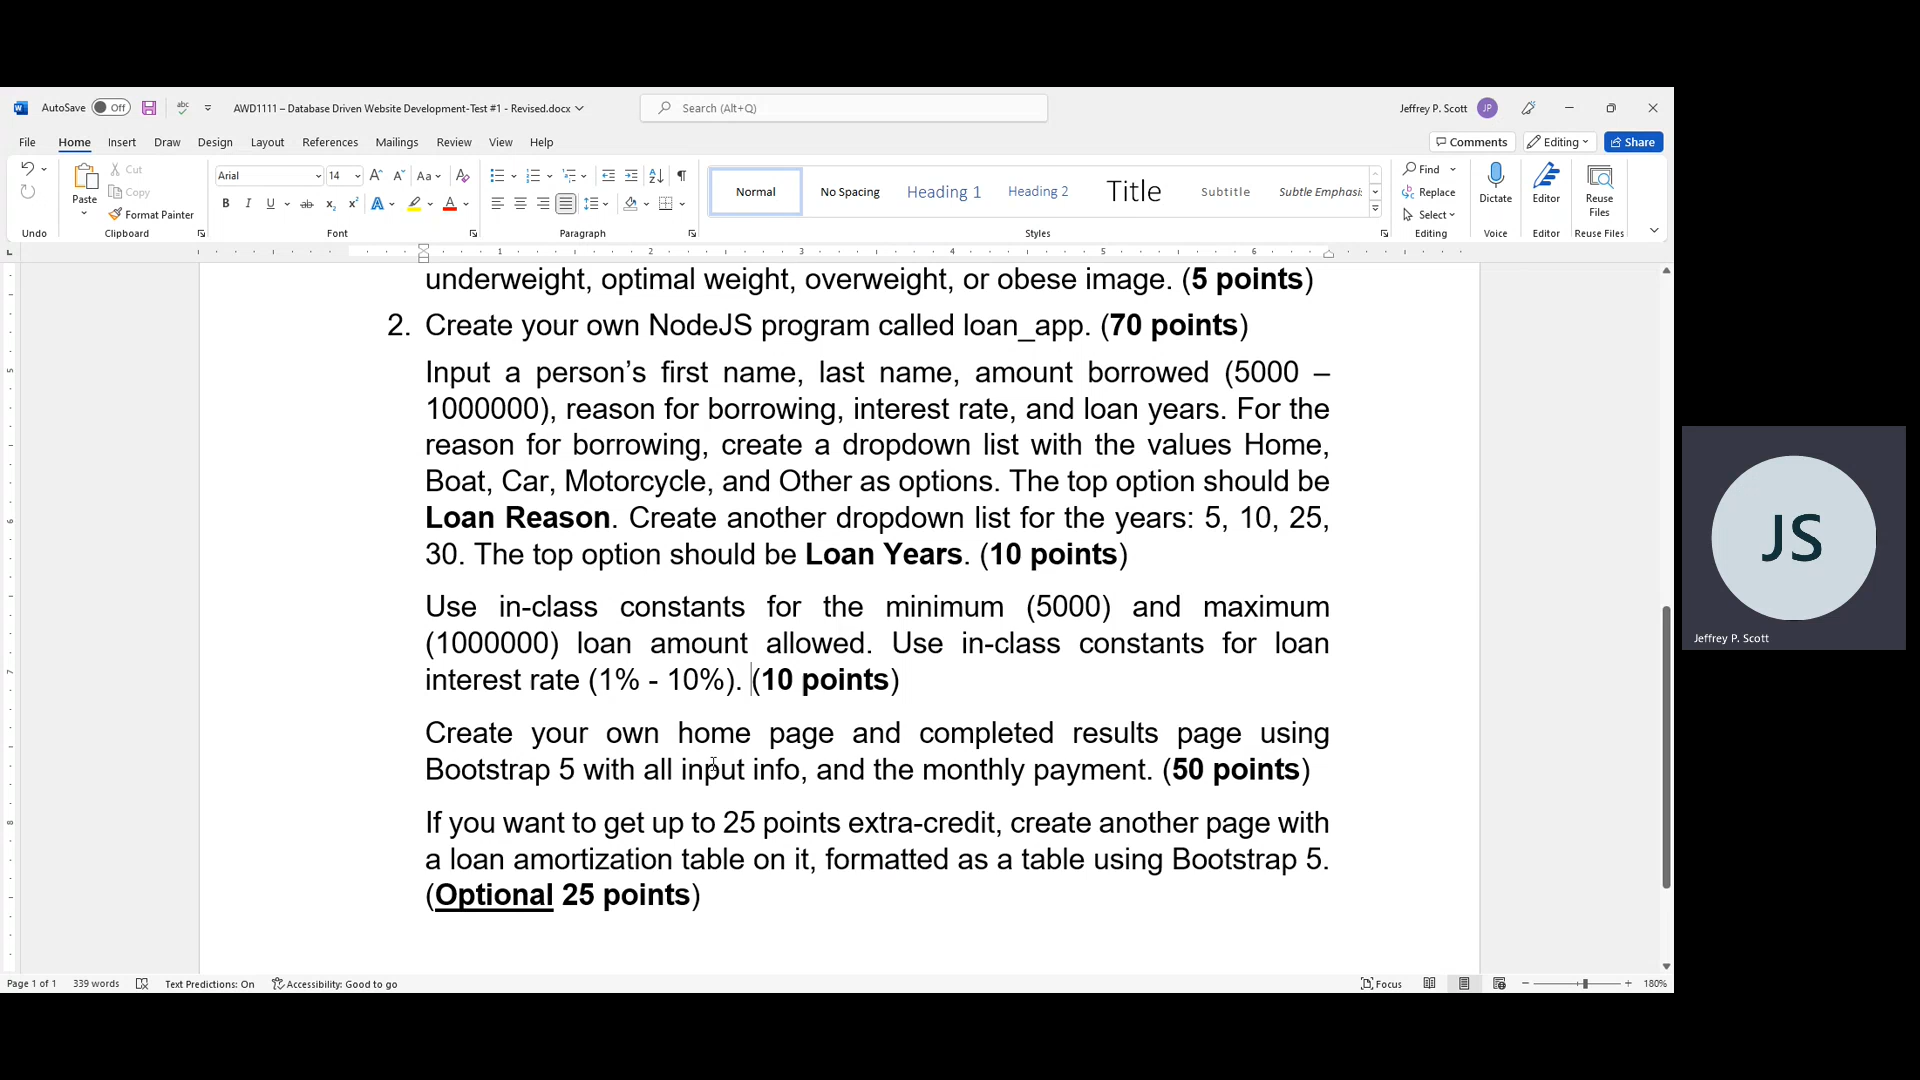 AutoSave Off AWD1111 – Database Driven Website Development-Test #1 - Revised.docx Search (Alt+Q) Jeffrey P. Scott JP
File Home Insert Draw Design Layout References Mailings Review View Help Comments Editing Share
Undo
Paste Cut Copy Format Painter Clipboard
Arial 14 Font
Paragraph
Normal No Spacing Heading 1 Heading 2 Title Subtitle Subtle Emphasi: Styles
Find Replace Select Editing
Dictate Voice
Editor Editor
Reuse Files Reuse Files
1 2 3 4 5 6
underweight, optimal weight, overweight, or obese image. (5 points)
2. Create your own NodeJS program called loan_app. (70 points)
Input a person’s first name, last name, amount borrowed (5000 –
1000000), reason for borrowing, interest rate, and loan years. For the
reason for borrowing, create a dropdown list with the values Home,
Boat, Car, Motorcycle, and Other as options. The top option should be
Loan Reason. Create another dropdown list for the years: 5, 10, 25,
30. The top option should be Loan Years. (10 points)
Use in-class constants for the minimum (5000) and maximum
(1000000) loan amount allowed. Use in-class constants for loan
interest rate (1% - 10%). (10 points)
Create your own home page and completed results page using
Bootstrap 5 with all input info, and the monthly payment. (50 points)
If you want to get up to 25 points extra-credit, create another page with
a loan amortization table on it, formatted as a table using Bootstrap 5.
(Optional 25 points)
Page 1 of 1 339 words Text Predictions: On Accessibility: Good to go Focus 180%
JS
Jeffrey P. Scott